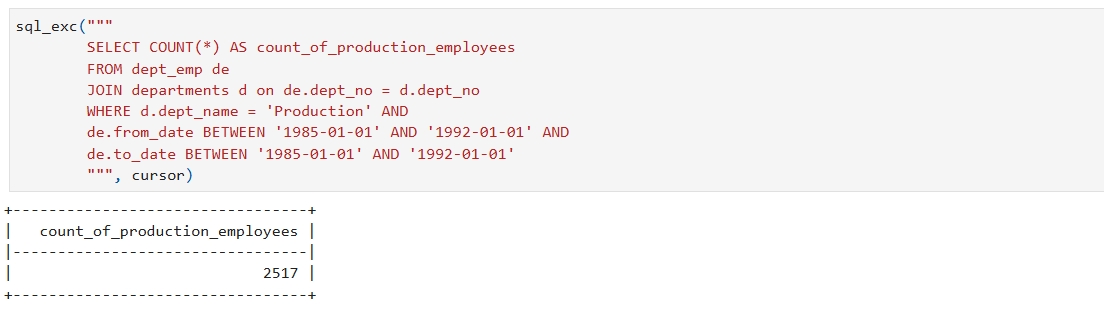 sql_exc("""
SELECT COUNT(*) AS count_of_production_employees
FROM dept_emp de
JOIN departments d on de.dept_no = d.dept_no
WHERE d.dept_name = 'Production' AND
de.from_date BETWEEN '1985-01-01' AND '1992-01-01' AND
de.to_date BETWEEN '1985-01-01' AND '1992-01-01'
""", cursor)
+---------------------------------+
|   count_of_production_employees |
|---------------------------------|
|                            2517 |
+---------------------------------+